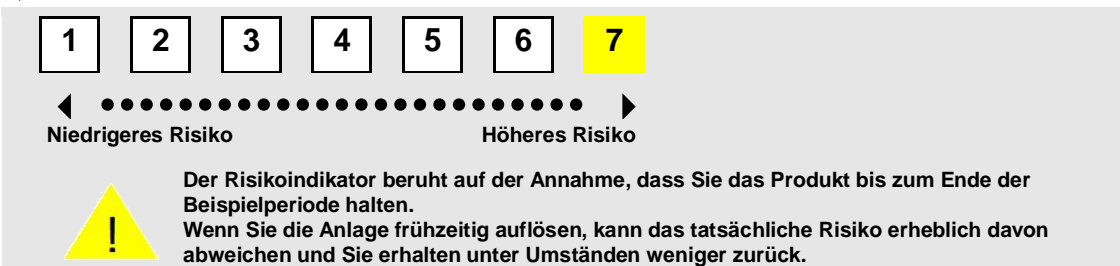 1 2 3 4 5 6 7
Niedrigeres Risiko Höheres Risiko
Der Risikoindikator beruht auf der Annahme, dass Sie das Produkt bis zum Ende der
Beispielperiode halten.
Wenn Sie die Anlage frühzeitig auflösen, kann das tatsächliche Risiko erheblich davon
abweichen und Sie erhalten unter Umständen weniger zurück.
!